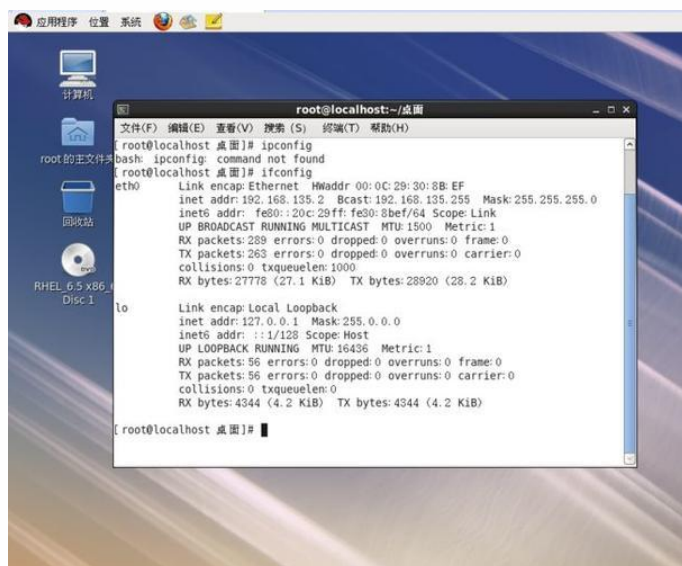 应用程序 位置 系统
计算机
root 的主文件夹
回收站
RHEL_6.5 x86_6
Disc 1
root@localhost:~/桌面
文件(F) 编辑(E) 查看(V) 搜索 (S) 终端(T) 帮助(H)
[root@localhost 桌面]# ipconfig
bash: ipconfig: command not found
[root@localhost 桌面]# ifconfig
eth0 Link encap:Ethernet HWaddr 00:0C:29:30:8B:EF
inet addr:192.168.135.2 Bcast:192.168.135.255 Mask:255.255.255.0
inet6 addr: fe80::20c:29ff:fe30:8bef/64 Scope:Link
UP BROADCAST RUNNING MULTICAST MTU:1500 Metric:1
RX packets:289 errors:0 dropped:0 overruns:0 frame:0
TX packets:263 errors:0 dropped:0 overruns:0 carrier:0
collisions:0 txqueuelen:1000
RX bytes:27778 (27.1 KiB) TX bytes:28920 (28.2 KiB)
lo Link encap:Local Loopback
inet addr:127.0.0.1 Mask:255.0.0.0
inet6 addr: ::1/128 Scope:Host
UP LOOPBACK RUNNING MTU:16436 Metric:1
RX packets:56 errors:0 dropped:0 overruns:0 frame:0
TX packets:56 errors:0 dropped:0 overruns:0 carrier:0
collisions:0 txqueuelen:0
RX bytes:4344 (4.2 KiB) TX bytes:4344 (4.2 KiB)
[root@localhost 桌面]#